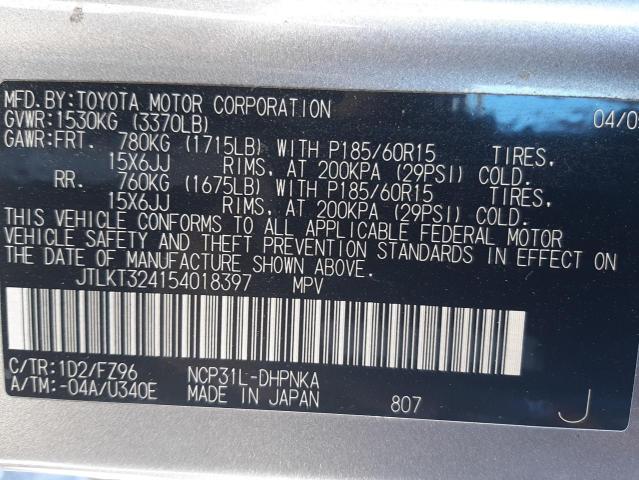 MFD.BY:TOYOTA MOTOR CORPORATION 04/0
GVWR:1530KG (3370LB)
GAWR:FRT. 780KG (1715LB) WITH P185/60R15 TIRES,
15X6JJ RIMS, AT 200KPA (29PSI) COLD.
RR. 760KG (1675LB) WITH P185/60R15 TIRES,
15X6JJ RIMS, AT 200KPA (29PSI) COLD.
THIS VEHICLE CONFORMS TO ALL APPLICABLE FEDERAL MOTOR
VEHICLE SAFETY AND THEFT PREVENTION STANDARDS IN EFFECT ON
THE DATE OF MANUFACTURE SHOWN ABOVE.
JTLKT324154018397 MPV
C/TR:1D2/FZ96 NCP31L-DHPNKA
A/TM:-04A/U340E MADE IN JAPAN 807 J